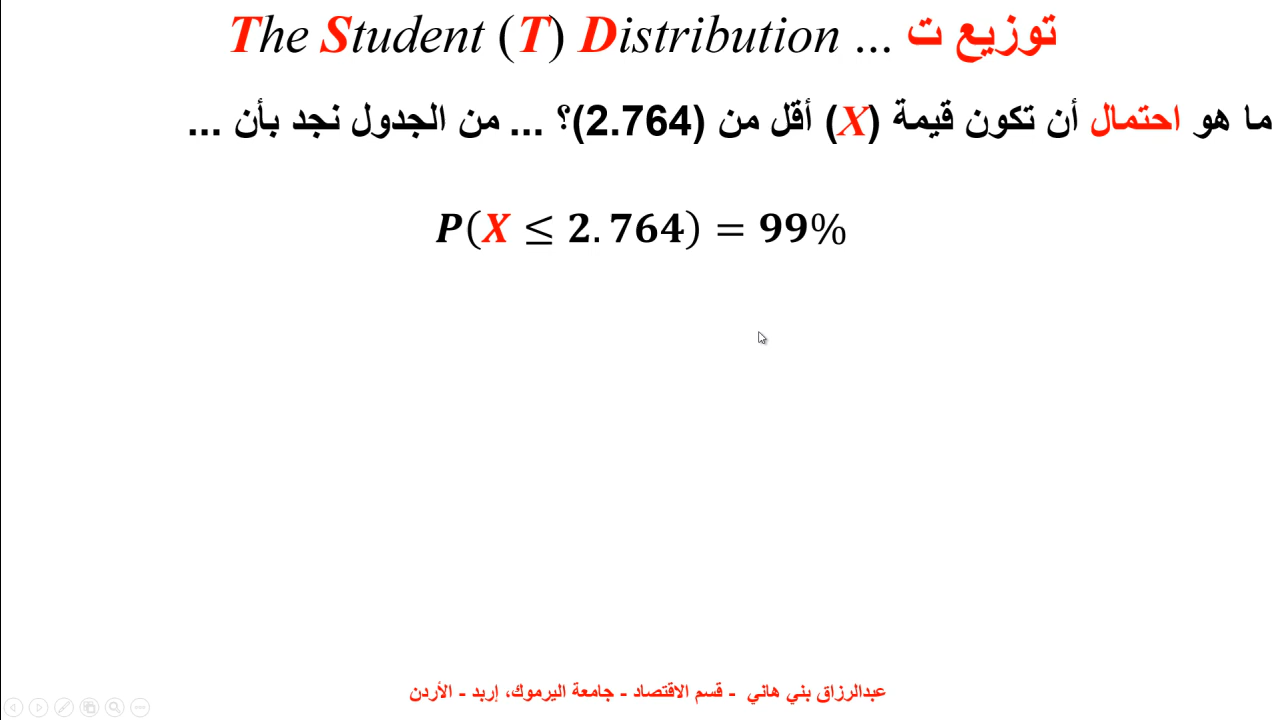 The Student (T) Distribution ... توزيع ت
ما هو احتمال أن تكون قيمة (X) أقل من (2.764)؟ ... من الجدول نجد بأن ...
P(X ≤ 2.764) = 99%
عبدالرزاق بني هاني - قسم الاقتصاد - جامعة اليرموك، إربد - الأردن